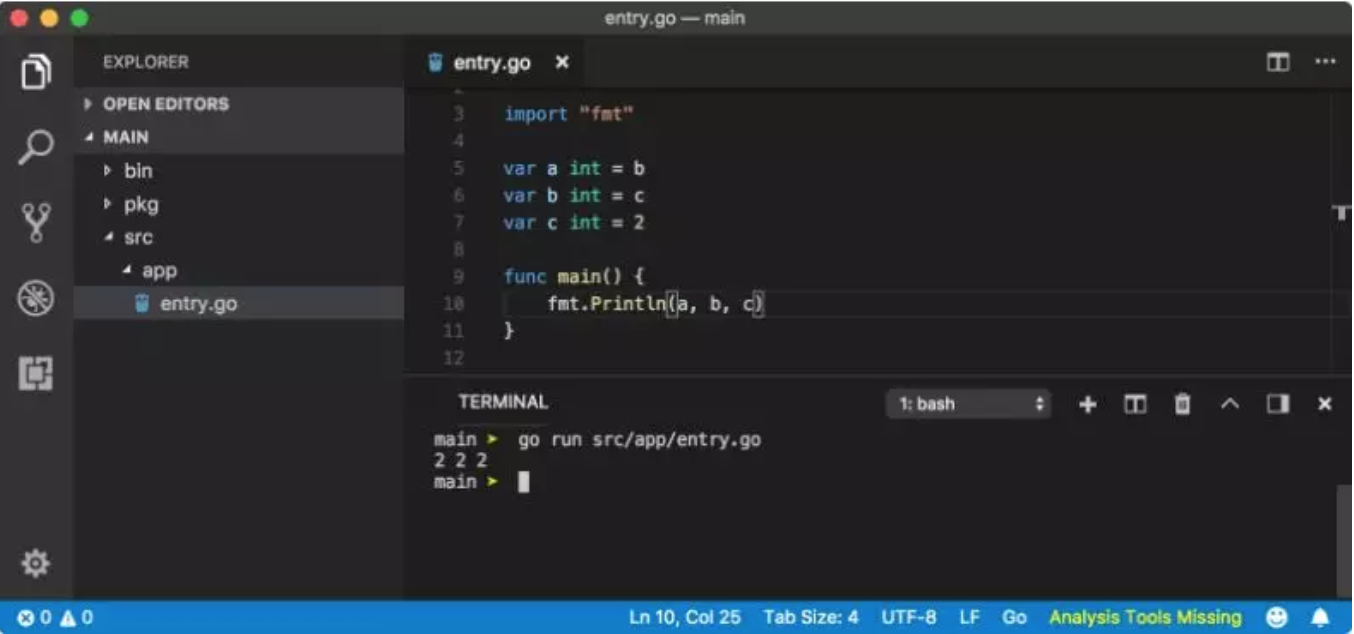 entry.go — main
EXPLORER
OPEN EDITORS
MAIN
bin
pkg
src
app
entry.go
entry.go
3 import "fmt"
4
5 var a int = b
6 var b int = c
7 var c int = 2
8
9 func main() {
10 fmt.Println(a, b, c)
11 }
12
TERMINAL
1: bash
main ➤ go run src/app/entry.go
2 2 2
main ➤
0 0
Ln 10, Col 25 Tab Size: 4 UTF-8 LF Go Analysis Tools Missing